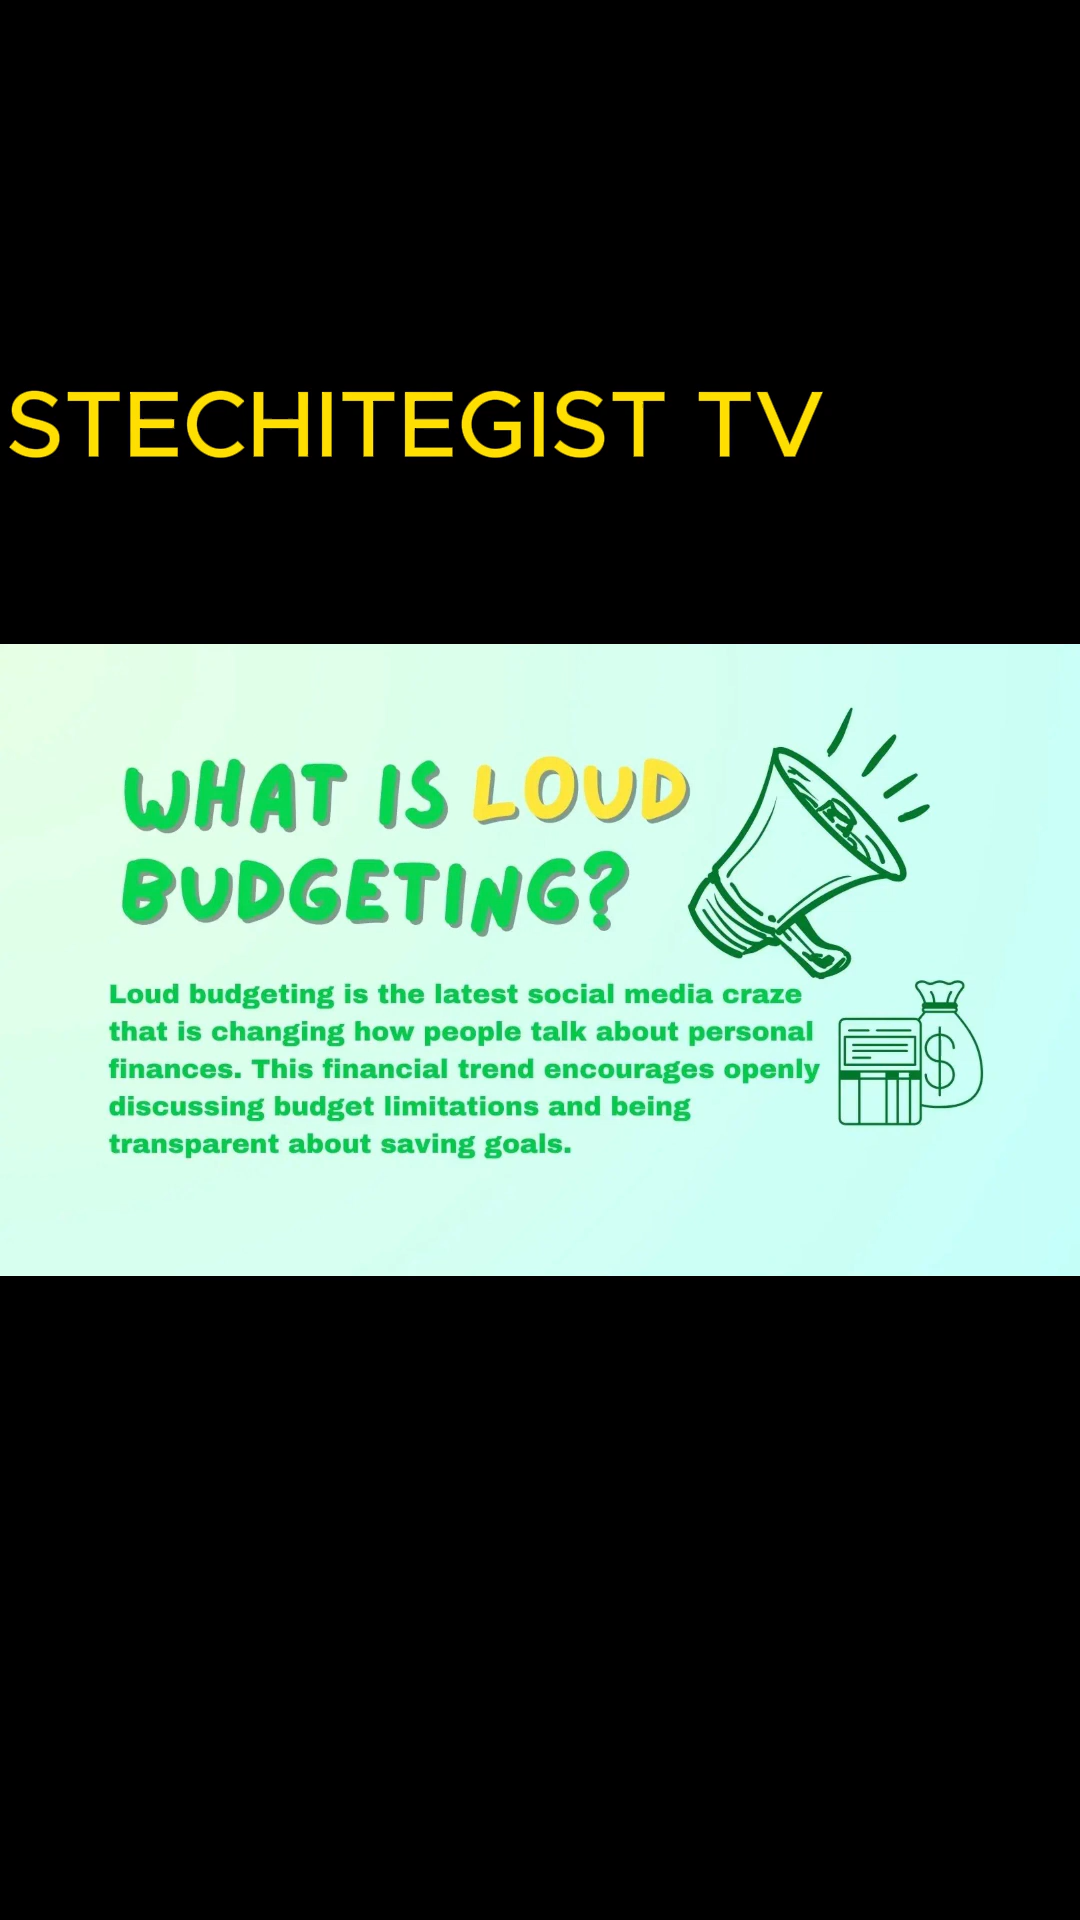 STECHITEGIST TV
WHAT IS LOUD
BUDGETING?
Loud budgeting is the latest social media craze
that is changing how people talk about personal
finances. This financial trend encourages openly
discussing budget limitations and being
transparent about saving goals.
$